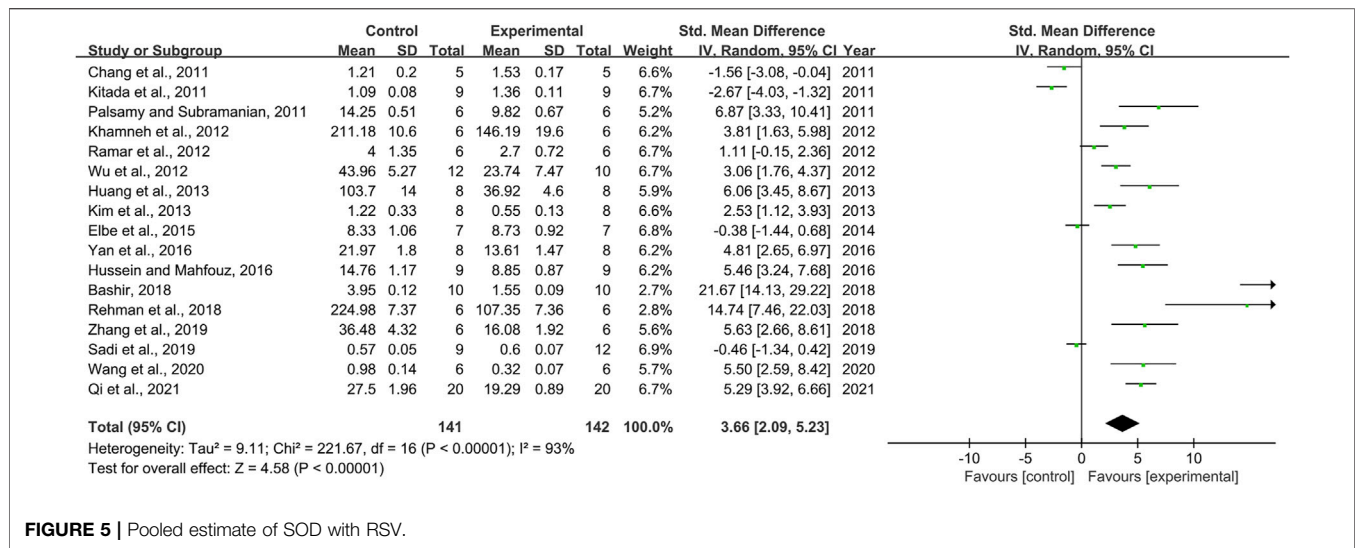 Control Experimental Std. Mean Difference Std. Mean Difference
Study or Subgroup Mean SD Total Mean SD Total Weight IV, Random, 95% CI Year IV, Random, 95% CI
Chang et al., 2011 1.21 0.2 5 1.53 0.17 5 6.6% -1.56 [-3.08, -0.04] 2011
Kitada et al., 2011 1.09 0.08 9 1.36 0.11 9 6.7% -2.67 [-4.03, -1.32] 2011
Palsamy and Subramanian, 2011 14.25 0.51 6 9.82 0.67 6 5.2% 6.87 [3.33, 10.41] 2011
Khamneh et al., 2012 211.18 10.6 6 146.19 19.6 6 6.2% 3.81 [1.63, 5.98] 2012
Ramar et al., 2012 4 1.35 6 2.7 0.72 6 6.7% 1.11 [-0.15, 2.36] 2012
Wu et al., 2012 43.96 5.27 12 23.74 7.47 10 6.7% 3.06 [1.76, 4.37] 2012
Huang et al., 2013 103.7 14 8 36.92 4.6 8 5.9% 6.06 [3.45, 8.67] 2013
Kim et al., 2013 1.22 0.33 8 0.55 0.13 8 6.6% 2.53 [1.12, 3.93] 2013
Elbe et al., 2015 8.33 1.06 7 8.73 0.92 7 6.8% -0.38 [-1.44, 0.68] 2014
Yan et al., 2016 21.97 1.8 8 13.61 1.47 8 6.2% 4.81 [2.65, 6.97] 2016
Hussein and Mahfouz, 2016 14.76 1.17 9 8.85 0.87 9 6.2% 5.46 [3.24, 7.68] 2016
Bashir, 2018 3.95 0.12 10 1.55 0.09 10 2.7% 21.67 [14.13, 29.22] 2018
Rehman et al., 2018 224.98 7.37 6 107.35 7.36 6 2.8% 14.74 [7.46, 22.03] 2018
Zhang et al., 2019 36.48 4.32 6 16.08 1.92 6 5.6% 5.63 [2.66, 8.61] 2018
Sadi et al., 2019 0.57 0.05 9 0.6 0.07 12 6.9% -0.46 [-1.34, 0.42] 2019
Wang et al., 2020 0.98 0.14 6 0.32 0.07 6 5.6% 5.50 [2.59, 8.42] 2020
Qi et al., 2021 27.5 1.96 20 19.29 0.89 20 6.7% 5.29 [3.92, 6.66] 2021
Total (95% CI) 141 142 100.0% 3.66 [2.09, 5.23]
Heterogeneity: Tau² = 9.11; Chi² = 221.67, df = 16 (P < 0.00001); I² = 93%
Test for overall effect: Z = 4.58 (P < 0.00001)
-10 -5 0 5 10
Favours [control] Favours [experimental]
FIGURE 5 | Pooled estimate of SOD with RSV.